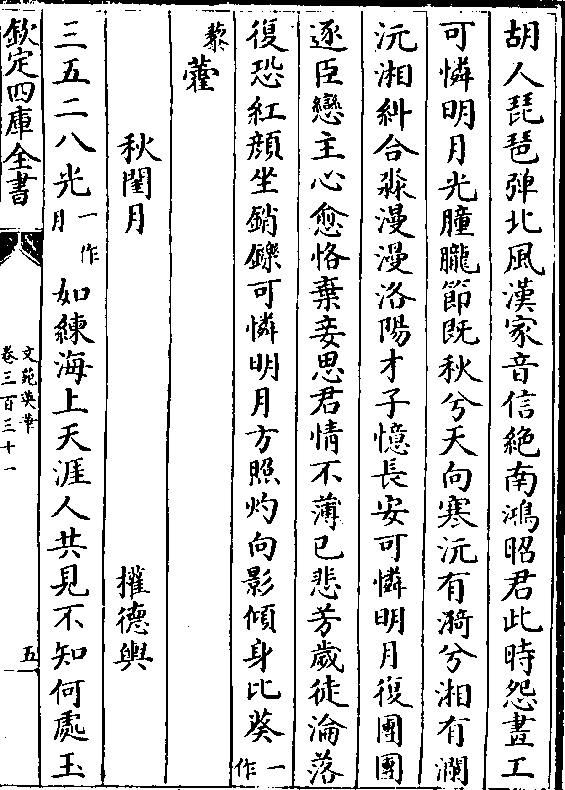 胡人琵琶弹北風漢家音信絶南鴻昭君此時怨畫工
可憐明月光朣朧節既秋兮天向寒沅有漪兮湘有瀾
沅湘糾合淼漫漫洛陽才子憶長安可憐明月復團團
逐臣戀主心愈恪棄妾思君情不薄已悲芳歲徒淪落
復恐紅顔坐銷鑠可憐明月方照灼向影傾身比葵一作
藜藿
秋閨月 權德輿
三五二八光一作月如練海上天涯人共見不知何處玉
欽定四庫全書
文苑英華
卷三百三十一
五